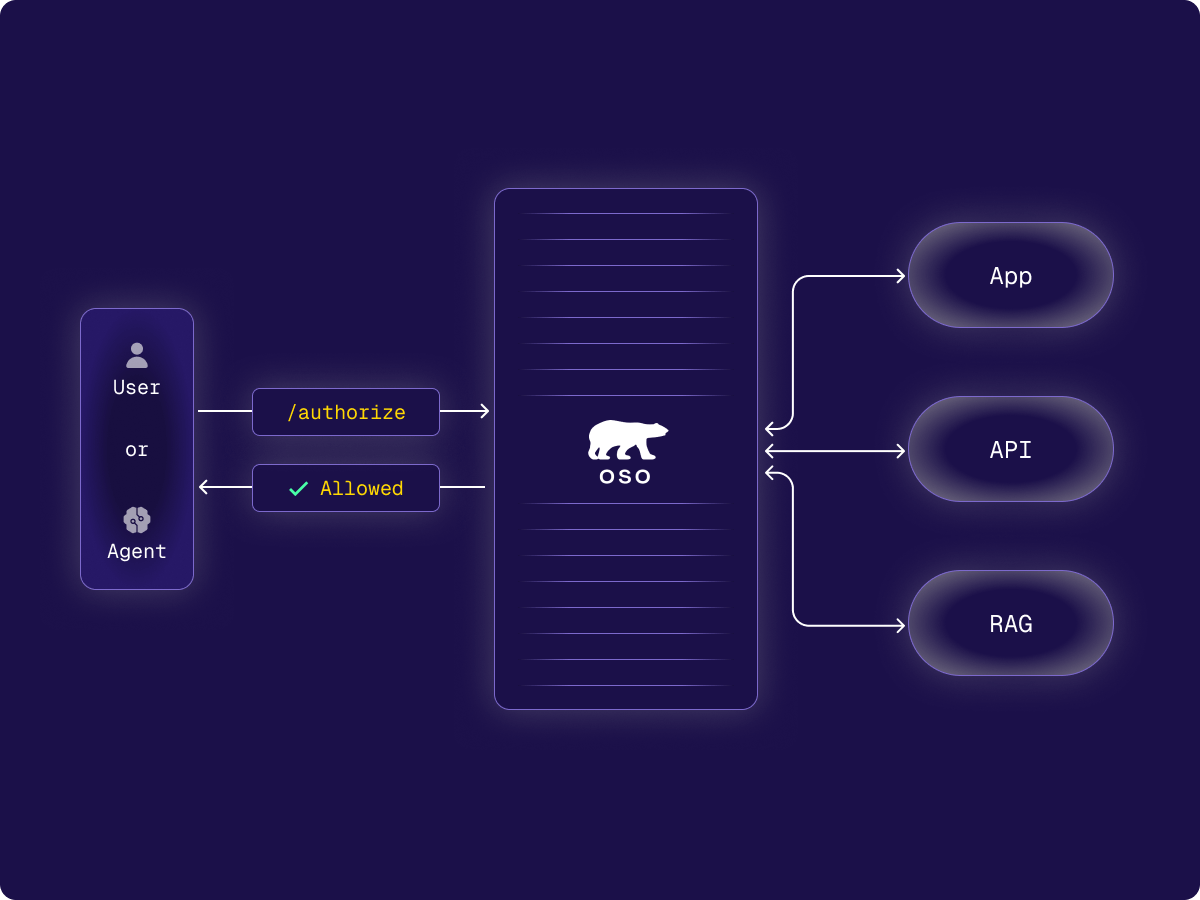 User
or
Agent
/authorize
Allowed
OSO
App
API
RAG